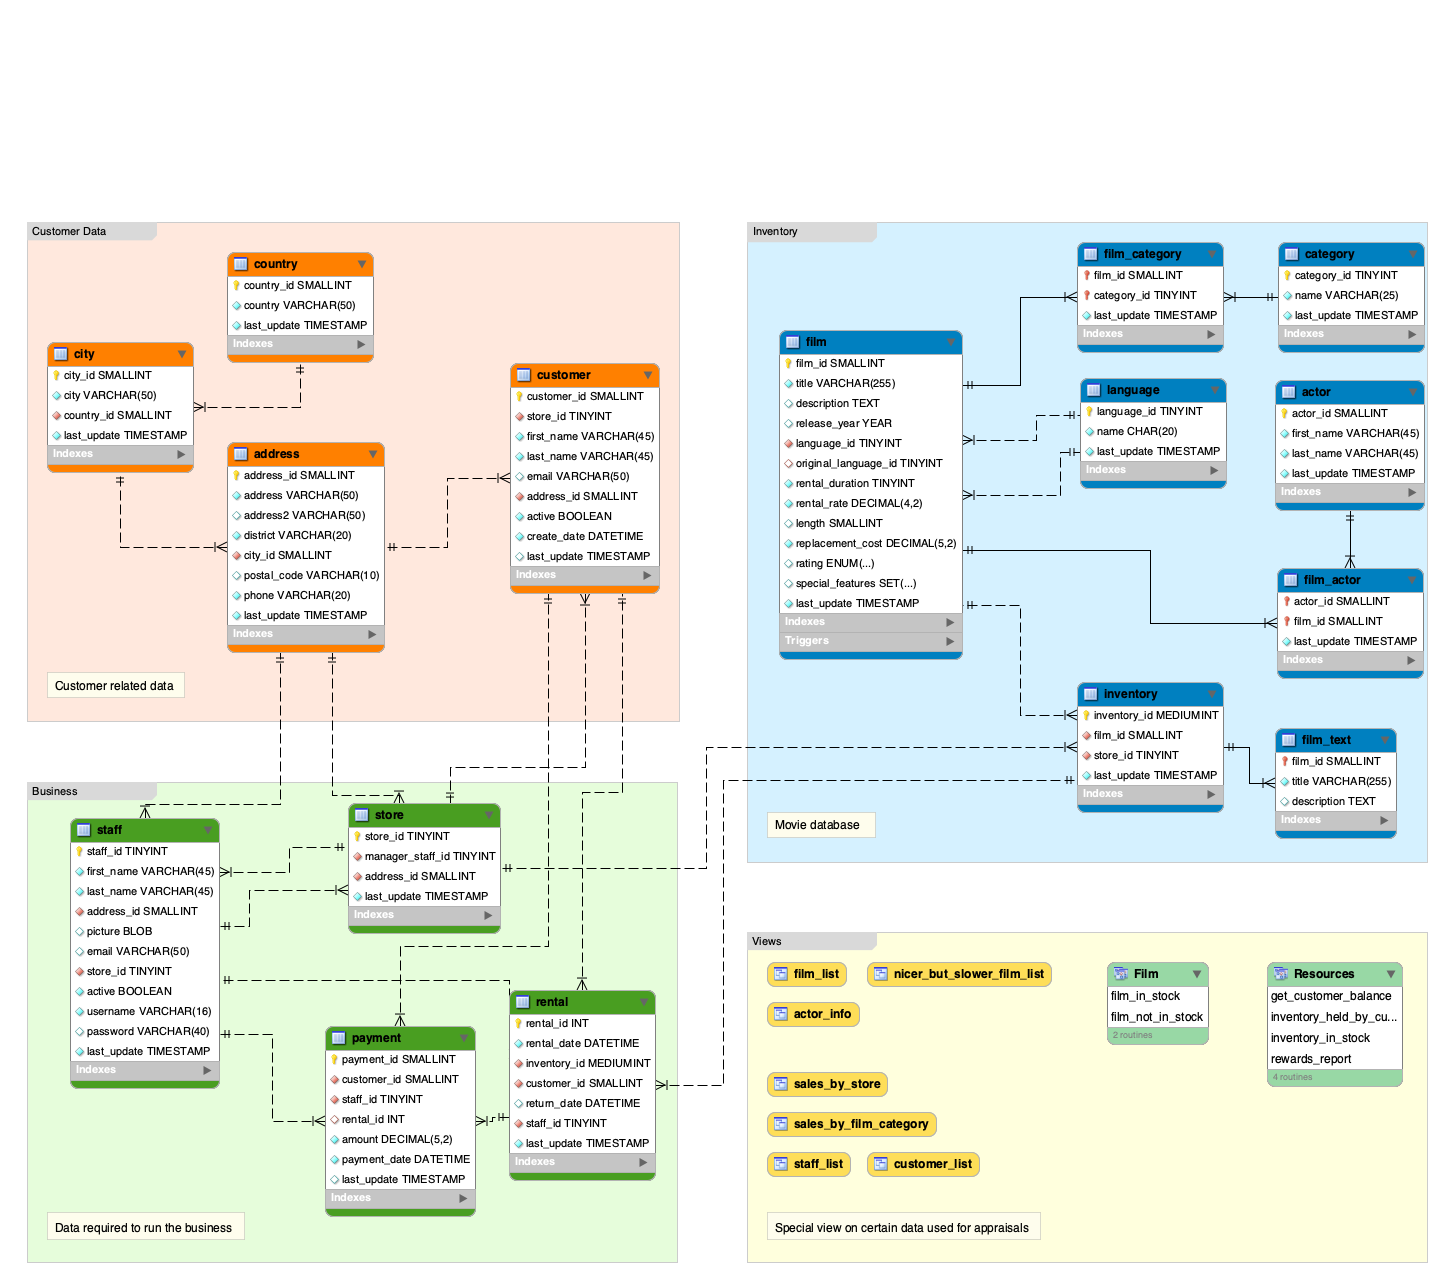 Customer Data
country
country_id SMALLINT
country VARCHAR(50)
last_update TIMESTAMP
Indexes
city
city_id SMALLINT
city VARCHAR(50)
country_id SMALLINT
last_update TIMESTAMP
Indexes
address
address_id SMALLINT
address VARCHAR(50)
address2 VARCHAR(50)
district VARCHAR(20)
city_id SMALLINT
postal_code VARCHAR(10)
phone VARCHAR(20)
last_update TIMESTAMP
Indexes
customer
customer_id SMALLINT
store_id TINYINT
first_name VARCHAR(45)
last_name VARCHAR(45)
email VARCHAR(50)
address_id SMALLINT
active BOOLEAN
create_date DATETIME
last_update TIMESTAMP
Indexes
Customer related data
Inventory
film
film_id SMALLINT
title VARCHAR(255)
description TEXT
release_year YEAR
language_id TINYINT
original_language_id TINYINT
rental_duration TINYINT
rental_rate DECIMAL(4,2)
length SMALLINT
replacement_cost DECIMAL(5,2)
rating ENUM(...)
special_features SET(...)
last_update TIMESTAMP
Indexes
Triggers
film_category
film_id SMALLINT
category_id TINYINT
last_update TIMESTAMP
Indexes
category
category_id TINYINT
name VARCHAR(25)
last_update TIMESTAMP
Indexes
language
language_id TINYINT
name CHAR(20)
last_update TIMESTAMP
Indexes
actor
actor_id SMALLINT
first_name VARCHAR(45)
last_name VARCHAR(45)
last_update TIMESTAMP
Indexes
film_actor
actor_id SMALLINT
film_id SMALLINT
last_update TIMESTAMP
Indexes
inventory
inventory_id MEDIUMINT
film_id SMALLINT
store_id TINYINT
last_update TIMESTAMP
Indexes
film_text
film_id SMALLINT
title VARCHAR(255)
description TEXT
Indexes
Movie database
Business
staff
staff_id TINYINT
first_name VARCHAR(45)
last_name VARCHAR(45)
address_id SMALLINT
picture BLOB
email VARCHAR(50)
store_id TINYINT
active BOOLEAN
username VARCHAR(16)
password VARCHAR(40)
last_update TIMESTAMP
Indexes
store
store_id TINYINT
manager_staff_id TINYINT
address_id SMALLINT
last_update TIMESTAMP
Indexes
payment
payment_id SMALLINT
customer_id SMALLINT
staff_id TINYINT
rental_id INT
amount DECIMAL(5,2)
payment_date DATETIME
last_update TIMESTAMP
Indexes
rental
rental_id INT
rental_date DATETIME
inventory_id MEDIUMINT
customer_id SMALLINT
return_date DATETIME
staff_id TINYINT
last_update TIMESTAMP
Indexes
Data required to run the business
Views
film_list
nicer_but_slower_film_list
actor_info
sales_by_store
sales_by_film_category
staff_list
customer_list
Film
film_in_stock
film_not_in_stock
2 routines
Resources
get_customer_balance
inventory_held_by_cu...
inventory_in_stock
rewards_report
4 routines
Special view on certain data used for appraisals